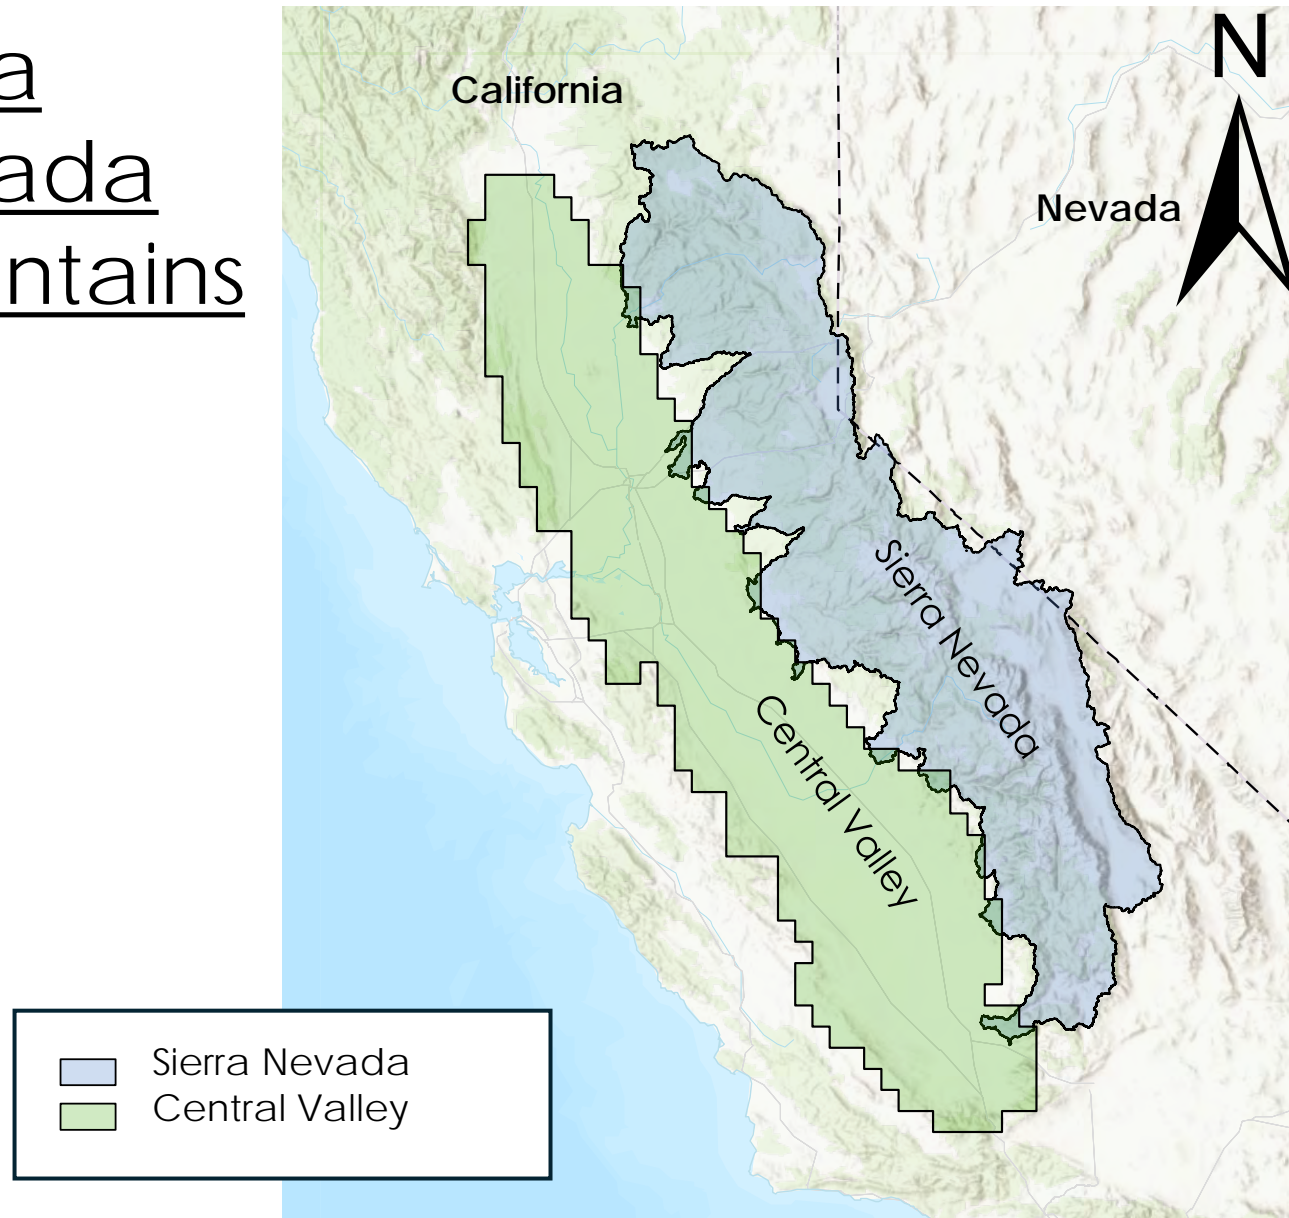 a
ada
ntains
California
N
Nevada
Sierra Nevada
Central Valley
Sierra Nevada
Central Valley